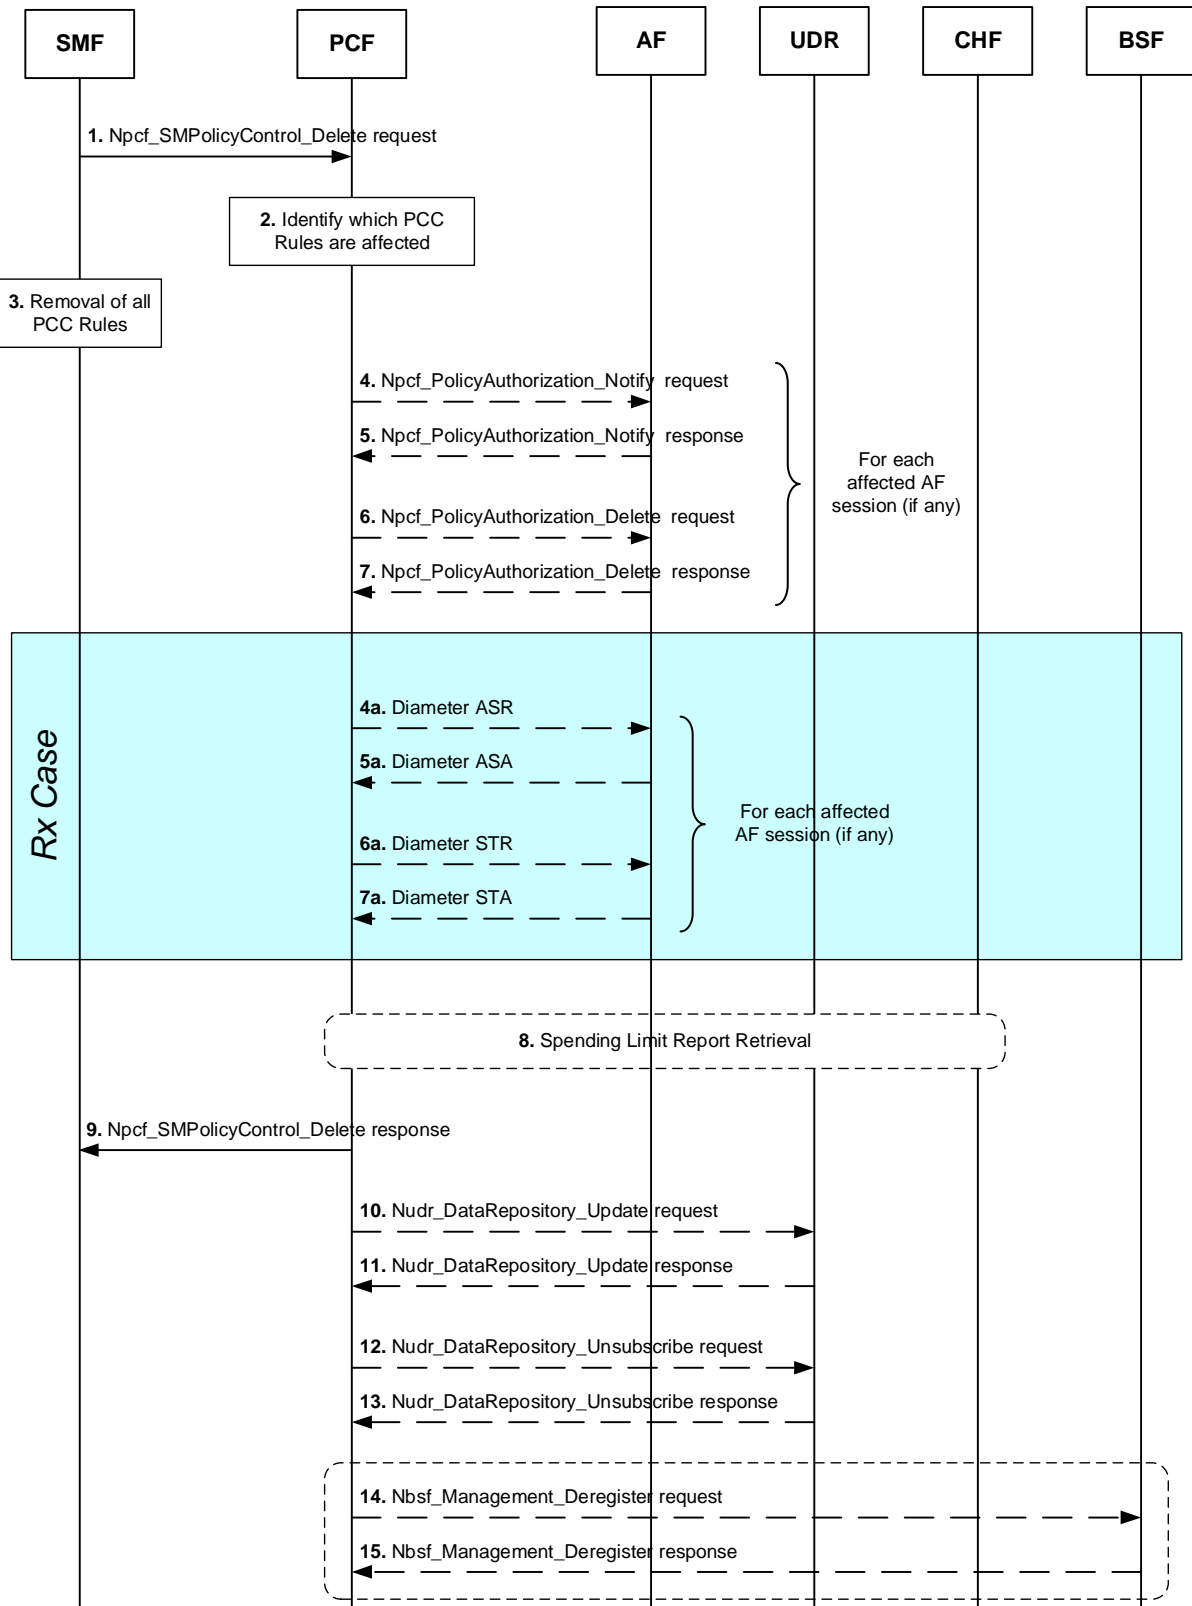 SMF
PCF
AF
UDR
CHF
BSF
1. Npcf_SMPolicyControl_Delete request
2. Identify which PCC
Rules are affected
3. Removal of all
PCC Rules
4. Npcf_PolicyAuthorization_Notify request
5. Npcf_PolicyAuthorization_Notify response
For each
affected AF
session (if any)
6. Npcf_PolicyAuthorization_Delete request
7. Npcf_PolicyAuthorization_Delete response
Rx Case
4a. Diameter ASR
5a. Diameter ASA
For each affected
AF session (if any)
6a. Diameter STR
7a. Diameter STA
8. Spending Limit Report Retrieval
9. Npcf_SMPolicyControl_Delete response
10. Nudr_DataRepository_Update request
11. Nudr_DataRepository_Update response
12. Nudr_DataRepository_Unsubscribe request
13. Nudr_DataRepository_Unsubscribe response
14. Nbsf_Management_Deregister request
15. Nbsf_Management_Deregister response